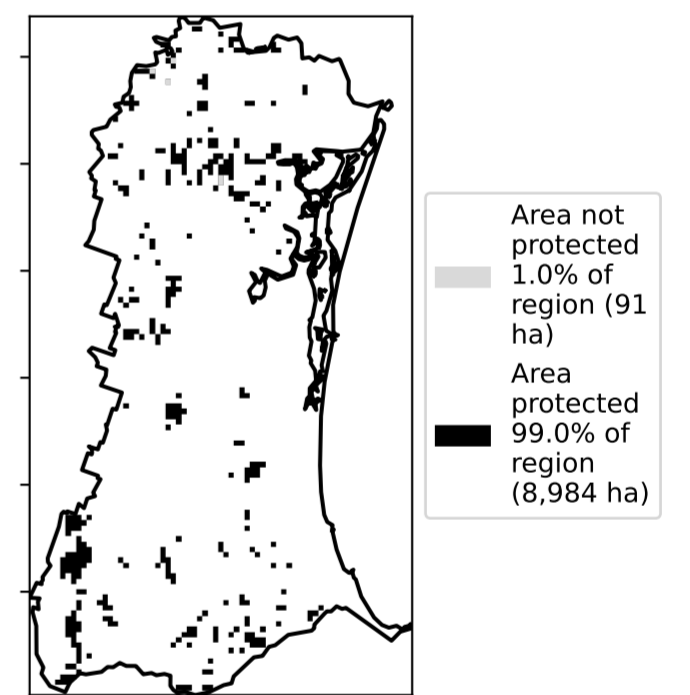 Area not
protected
1.0% of
region (91
ha)
Area
protected
99.0% of
region
(8,984 ha)